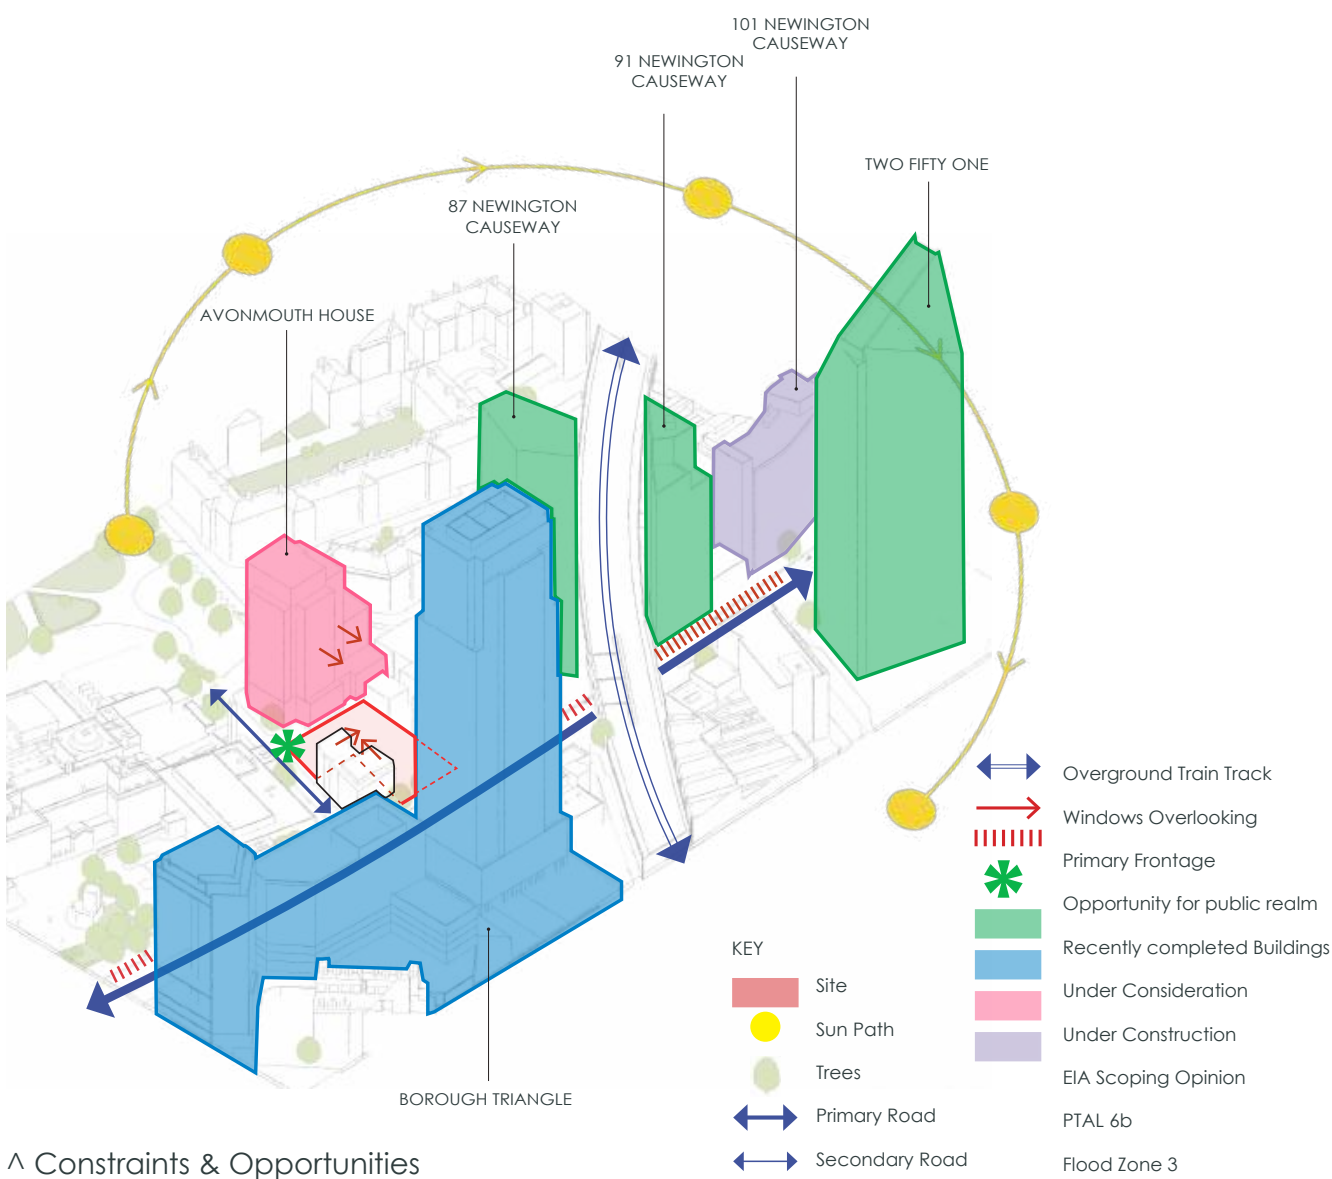 101 NEWINGTON
CAUSEWAY
91 NEWINGTON
CAUSEWAY
TWO FIFTY ONE
87 NEWINGTON
CAUSEWAY
AVONMOUTH HOUSE
BOROUGH TRIANGLE
KEY
Site
Sun Path
Trees
Primary Road
Secondary Road
Overground Train Track
Windows Overlooking
Primary Frontage
Opportunity for public realm
Recently completed Buildings
Under Consideration
Under Construction
EIA Scoping Opinion
PTAL 6b
Flood Zone 3
^ Constraints & Opportunities